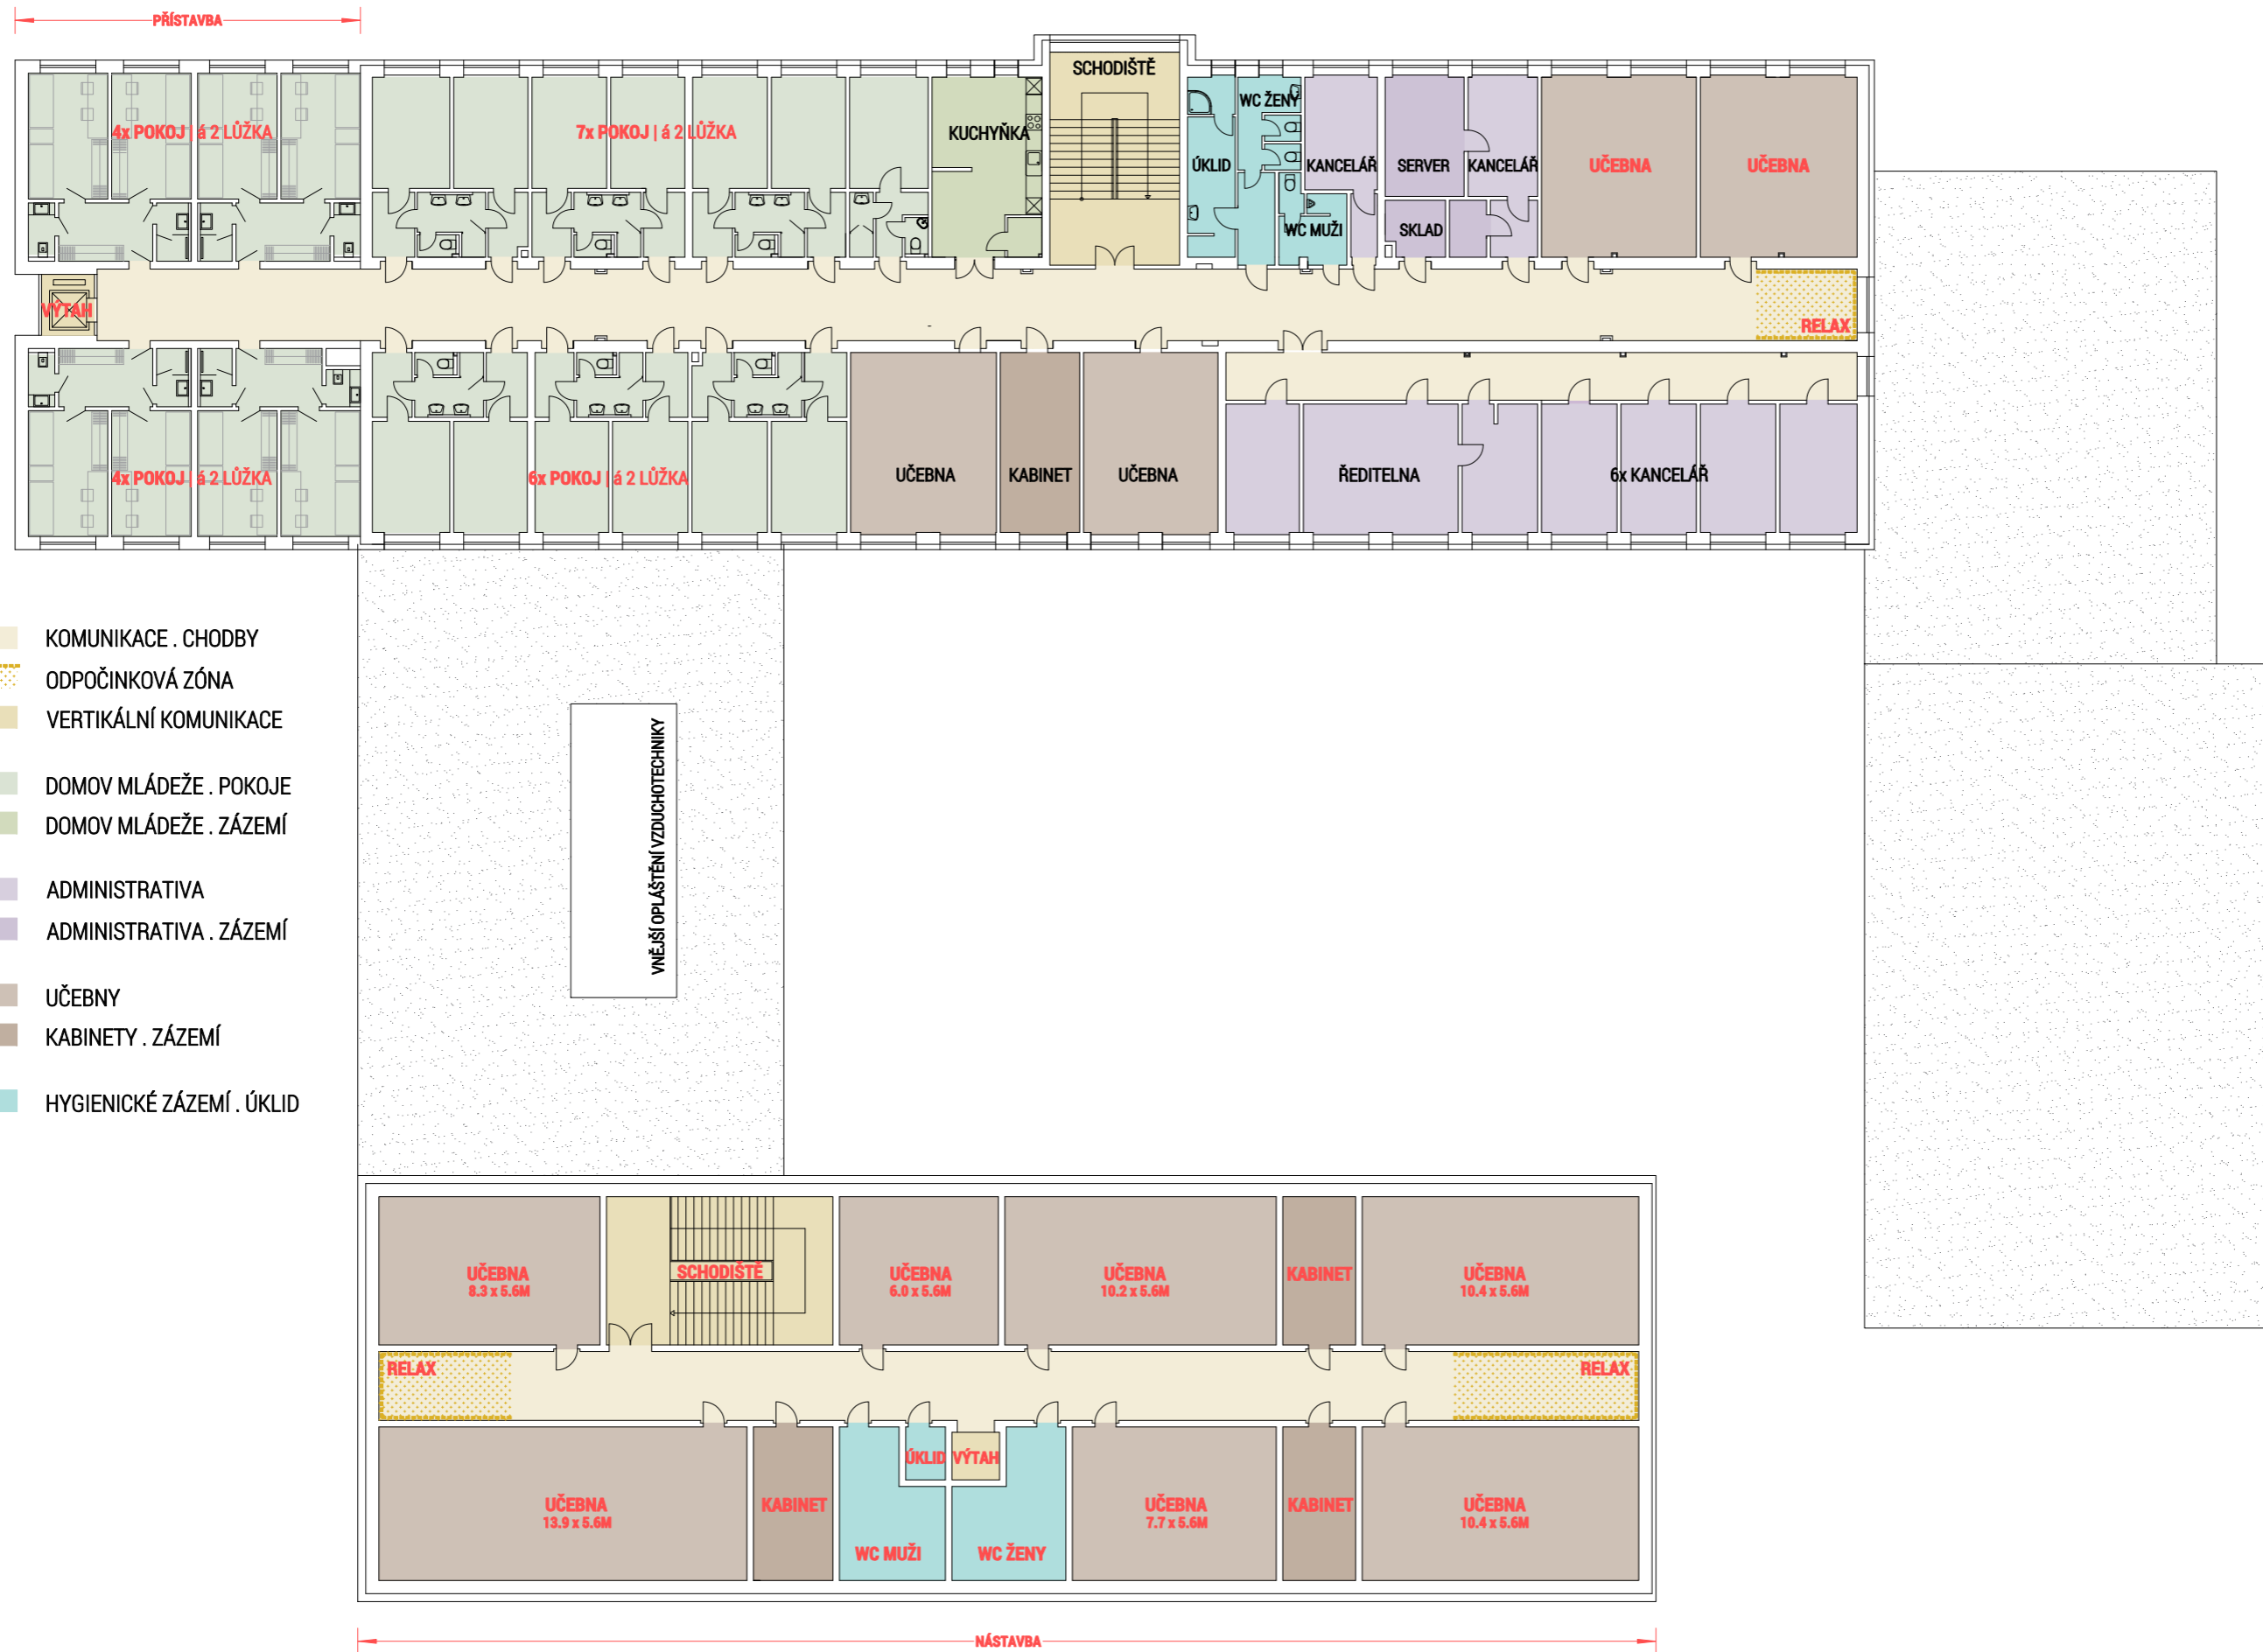 PŘÍSTAVBA
SCHODIŠTĚ
WC ŽENY
4x POKOJ | á 2 LŮŽKA
7x POKOJ | á 2 LŮŽKA
KUCHYŇKA
ÚKLID
KANCELÁŘ
SERVER
KANCELÁŘ
UČEBNA
UČEBNA
WC MUŽI
SKLAD
VÝTAH
RELAX
4x POKOJ | á 2 LŮŽKA
6x POKOJ | á 2 LŮŽKA
UČEBNA
KABINET
UČEBNA
ŘEDITELNA
6x KANCELÁŘ
KOMUNIKACE . CHODBY
ODPOČINKOVÁ ZÓNA
VERTIKÁLNÍ KOMUNIKACE
DOMOV MLÁDEŽE . POKOJE
DOMOV MLÁDEŽE . ZÁZEMÍ
ADMINISTRATIVA
ADMINISTRATIVA . ZÁZEMÍ
UČEBNY
KABINETY . ZÁZEMÍ
HYGIENICKÉ ZÁZEMÍ . ÚKLID
VNĚJŠÍ OPLÁŠTĚNÍ VZDUCHOTECHNIKY
UČEBNA
8.3 x 5.6M
SCHODIŠTĚ
UČEBNA
6.0 x 5.6M
UČEBNA
10.2 x 5.6M
KABINET
UČEBNA
10.4 x 5.6M
RELAX
RELAX
UČEBNA
13.9 x 5.6M
KABINET
WC MUŽI
ÚKLID
VÝTAH
WC ŽENY
UČEBNA
7.7 x 5.6M
KABINET
UČEBNA
10.4 x 5.6M
NÁSTAVBA